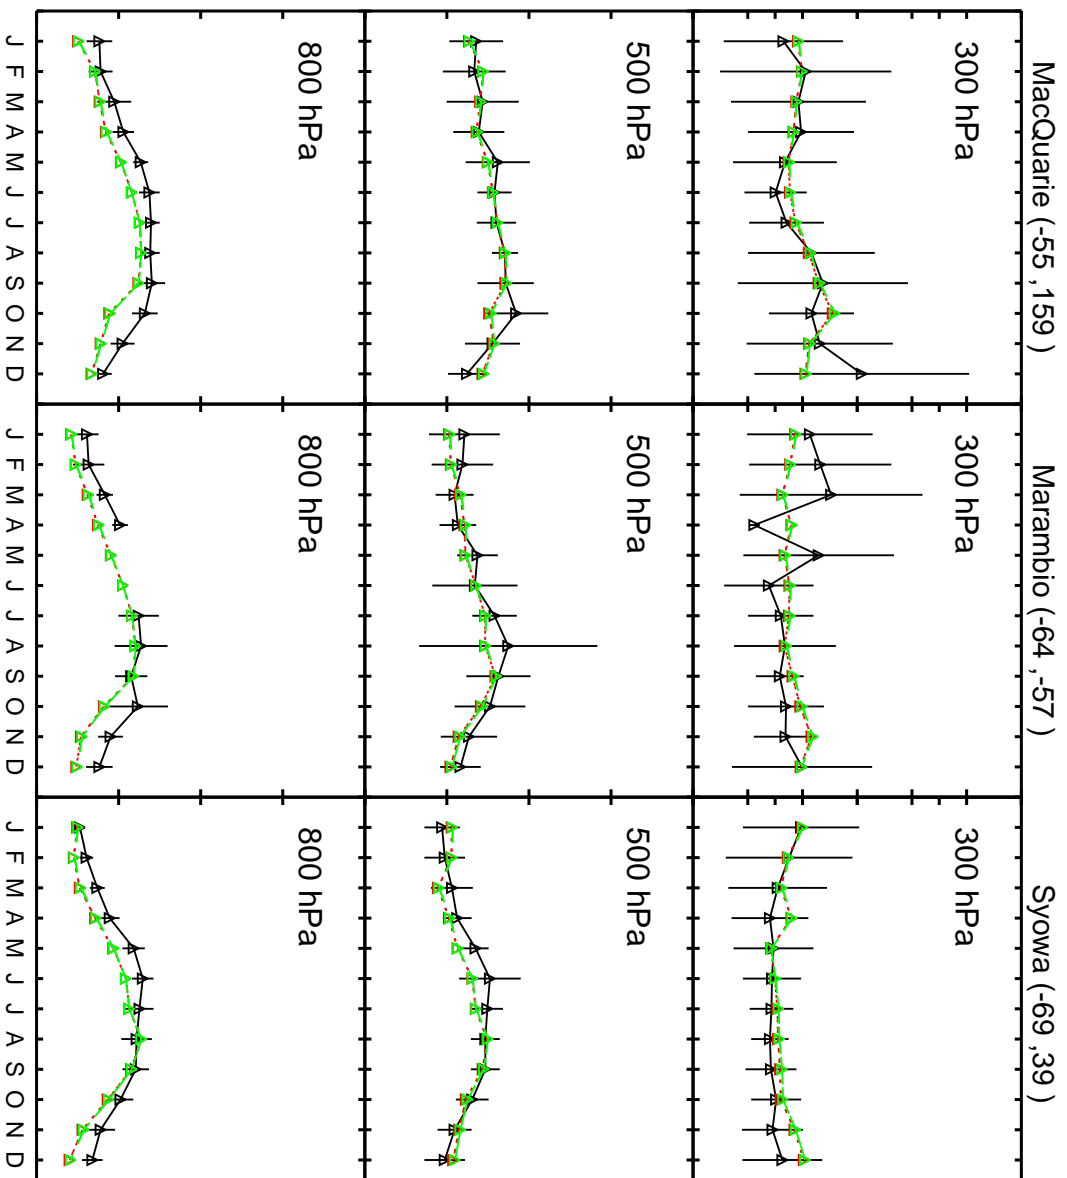 MacQuarie (-55 ,159 )
300 hPa
500 hPa
800 hPa
J F M A M J J A S O N D
Marambio (-64 ,-57 )
300 hPa
500 hPa
800 hPa
J F M A M J J A S O N D
Syowa (-69 ,39 )
300 hPa
500 hPa
800 hPa
J F M A M J J A S O N D